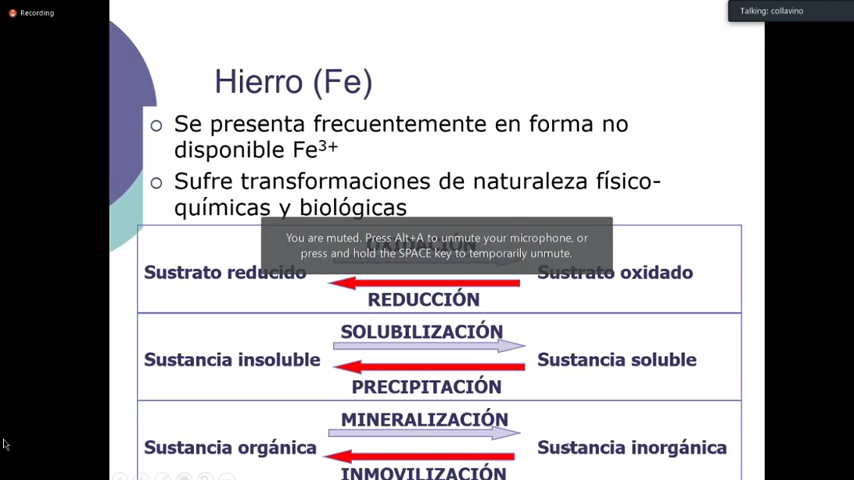 Recording
Talking: collavino
Hierro (Fe)
Se presenta frecuentemente en forma no
disponible Fe³⁺
Sufre transformaciones de naturaleza físico-
químicas y biológicas
You are muted. Press Alt+A to unmute your microphone, or
press and hold the SPACE key to temporarily unmute.
OXIDACIÓN
Sustrato reducido
Sustrato oxidado
REDUCCIÓN
SOLUBILIZACIÓN
Sustancia insoluble
Sustancia soluble
PRECIPITACIÓN
MINERALIZACIÓN
Sustancia orgánica
Sustancia inorgánica
INMOVILIZACIÓN